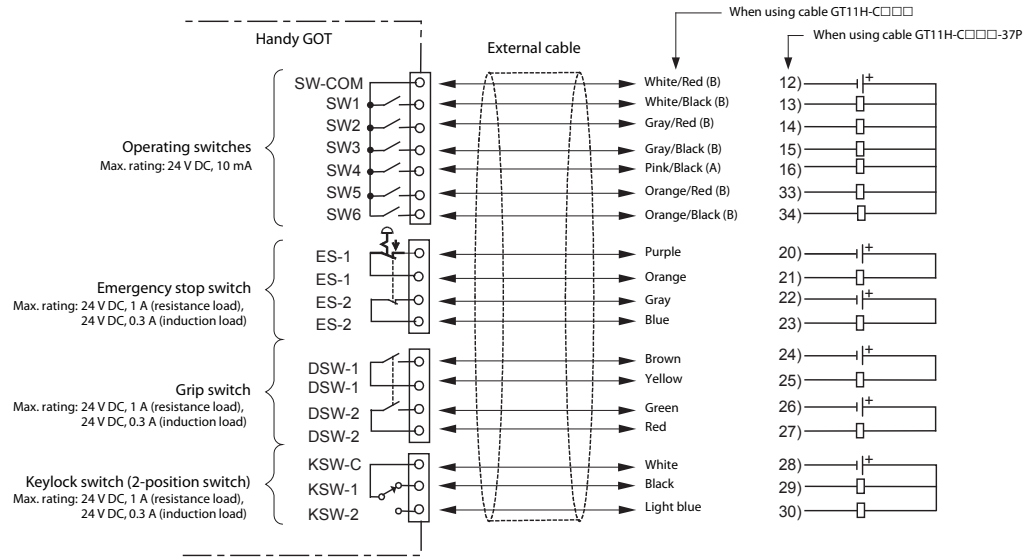 When using cable GT11H-C□□□
When using cable GT11H-C□□□-37P
Handy GOT
External cable
Operating switches
Max. rating: 24 V DC, 10 mA
SW-COM White/Red (B) 12) +
SW1 White/Black (B) 13)
SW2 Gray/Red (B) 14)
SW3 Gray/Black (B) 15)
SW4 Pink/Black (A) 16)
SW5 Orange/Red (B) 33)
SW6 Orange/Black (B) 34)
Emergency stop switch
Max. rating: 24 V DC, 1 A (resistance load),
24 V DC, 0.3 A (induction load)
ES-1 Purple 20) +
ES-1 Orange 21)
ES-2 Gray 22) +
ES-2 Blue 23)
Grip switch
Max. rating: 24 V DC, 1 A (resistance load),
24 V DC, 0.3 A (induction load)
DSW-1 Brown 24) +
DSW-1 Yellow 25)
DSW-2 Green 26) +
DSW-2 Red 27)
Keylock switch (2-position switch)
Max. rating: 24 V DC, 1 A (resistance load),
24 V DC, 0.3 A (induction load)
KSW-C White 28) +
KSW-1 Black 29)
KSW-2 Light blue 30)